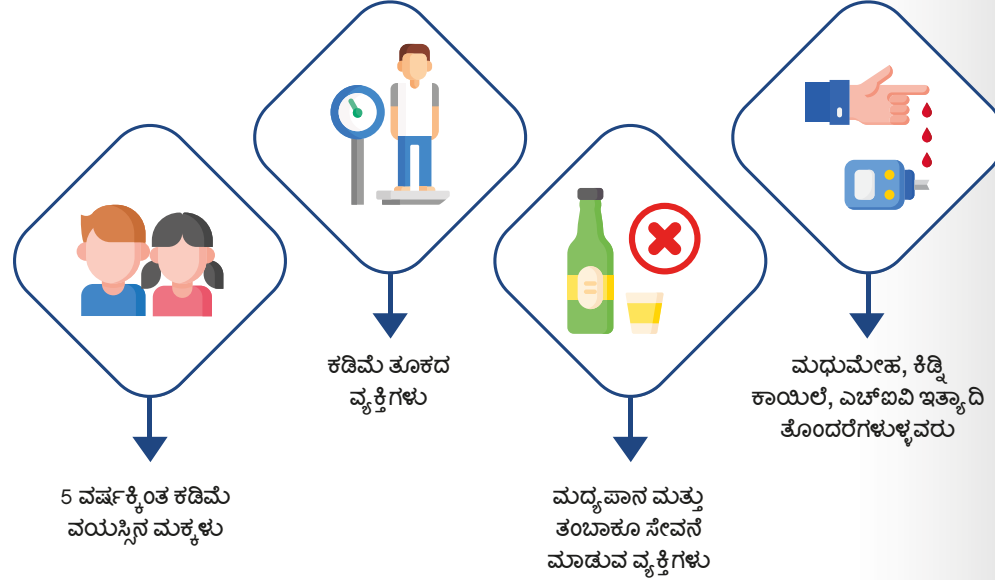 5 ವರ್ಷಕ್ಕಿಂತ ಕಡಿಮೆ
ವಯಸ್ಸಿನ ಮಕ್ಕಳು
ಕಡಿಮೆ ತೂಕದ
ವ್ಯಕ್ತಿಗಳು
ಮದ್ಯಪಾನ ಮತ್ತು
ತಂಬಾಕೂ ಸೇವನೆ
ಮಾಡುವ ವ್ಯಕ್ತಿಗಳು
ಮಧುಮೇಹ, ಕಿಡ್ನಿ
ಕಾಯಿಲೆ, ಎಚ್ಐವಿ ಇತ್ಯಾದಿ
ತೊಂದರೆಗಳುಳ್ಳವರು